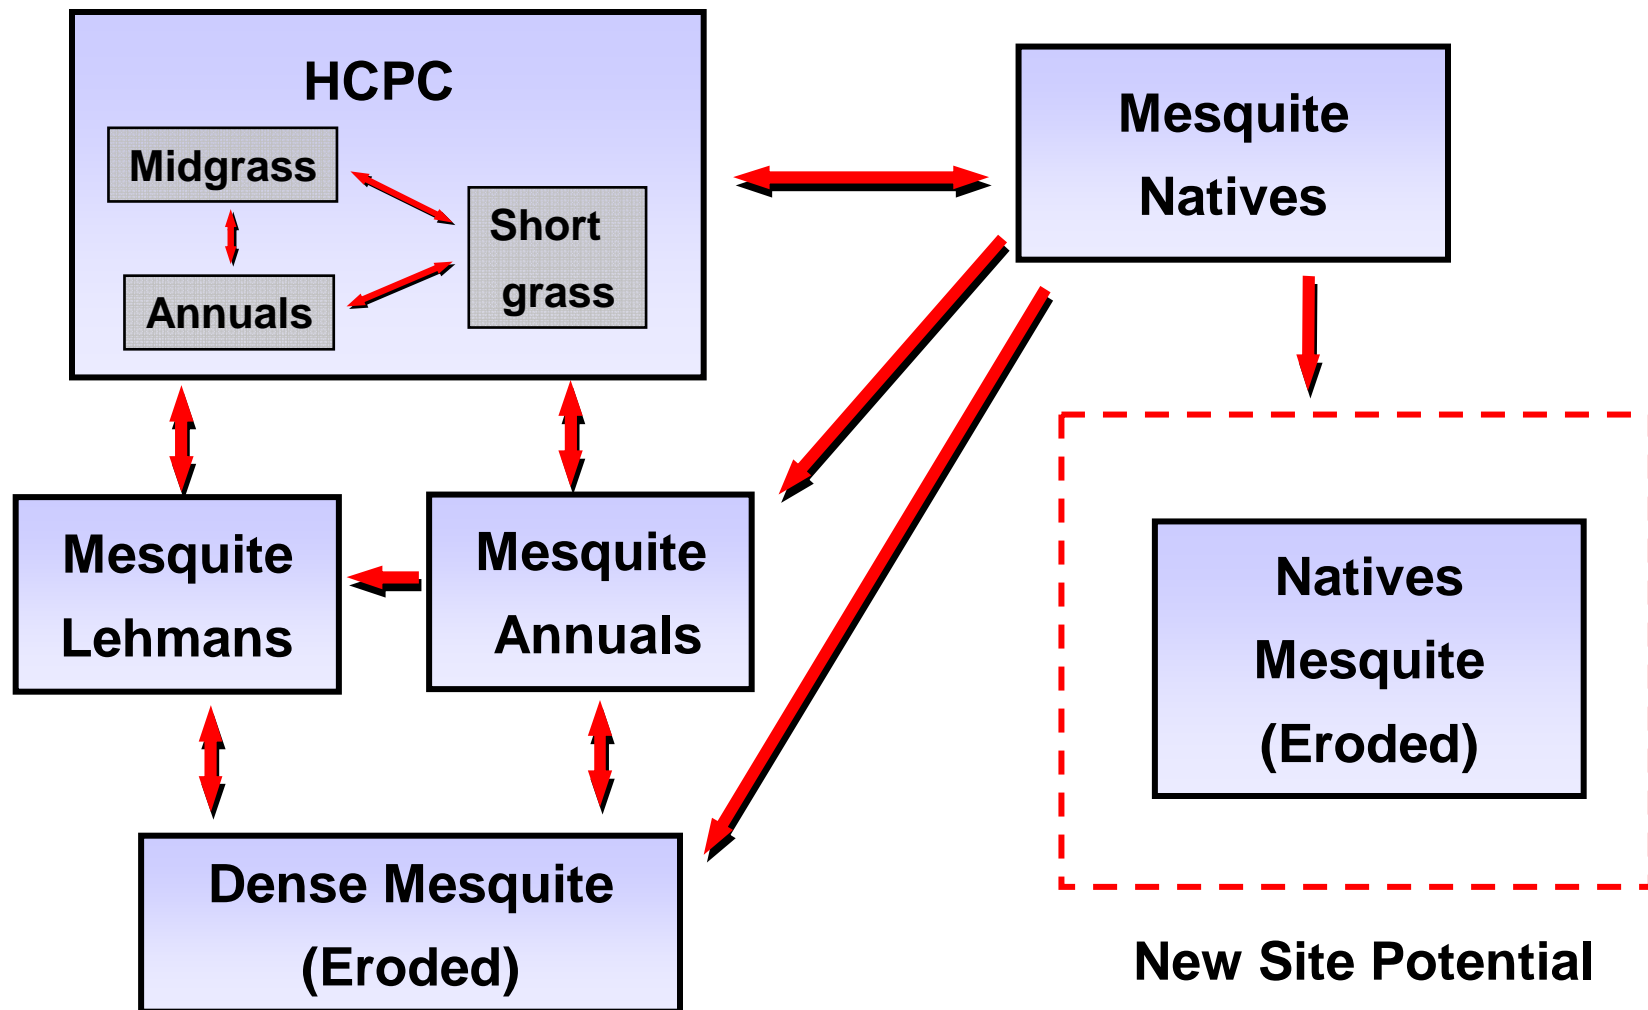 HCPC
Midgrass
Annuals
Short
grass
Mesquite
Natives
Mesquite
Lehmans
Mesquite
Annuals
Dense Mesquite
(Eroded)
Natives
Mesquite
(Eroded)
New Site Potential